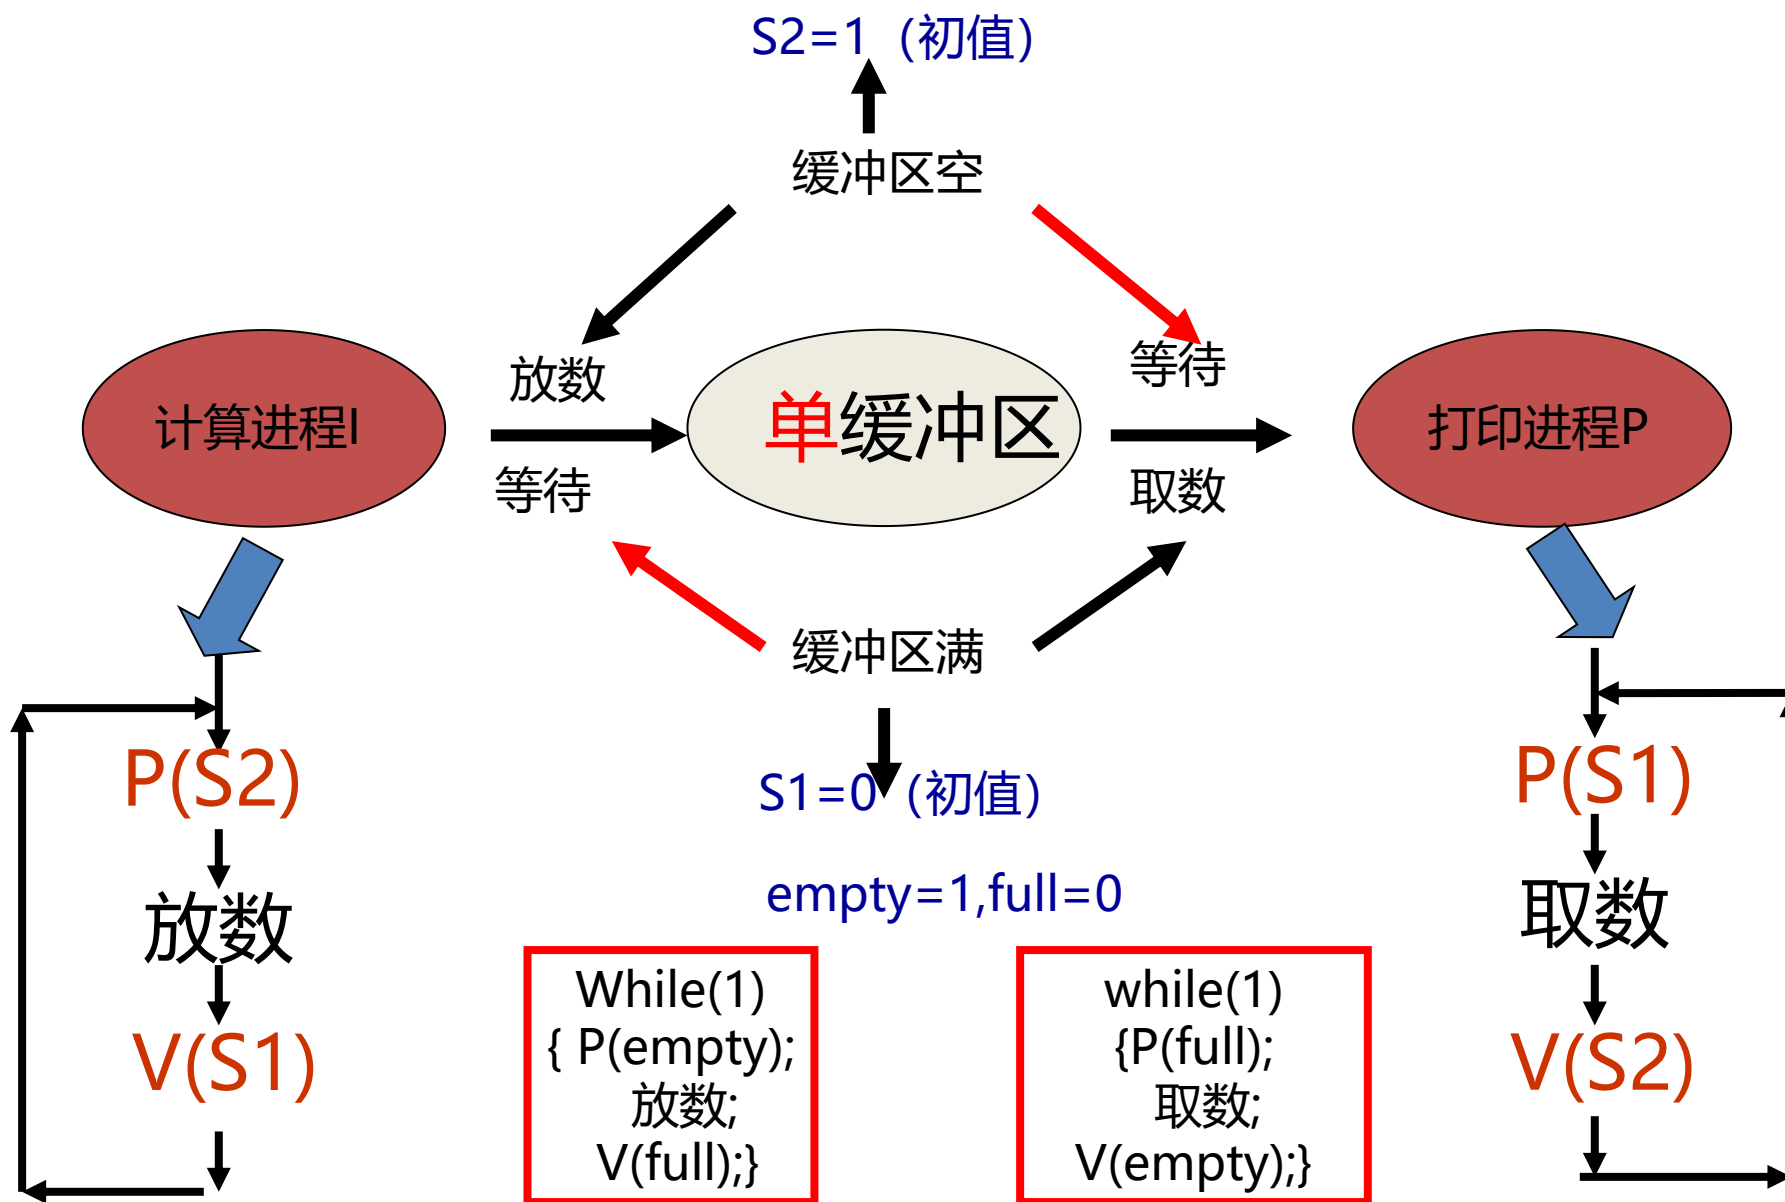 S2=1（初值）
缓冲区空
放数
等待
计算进程I
单缓冲区
打印进程P
等待
取数
缓冲区满
P(S2)
放数
V(S1)
S1=0（初值）
empty=1,full=0
While(1)
{ P(empty);
放数;
V(full);}
while(1)
{P(full);
取数;
V(empty);}
P(S1)
取数
V(S2)